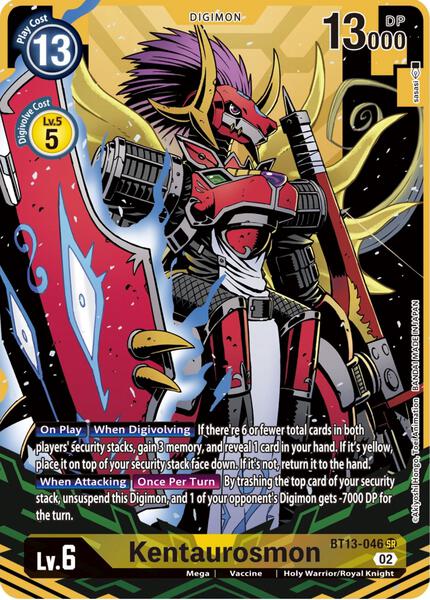 DIGIMON
Play Cost
13
13000 DP
sasasi
Digivolve Cost
Lv.5
5
©Akiyoshi Hongo, Toei Animation BANDAI MADE IN JAPAN
On Play When Digivolving If there're 6 or fewer total cards in both
players' security stacks, gain 3 memory, and reveal 1 card in your hand. If it's yellow,
place it on top of your security stack face down. If it's not, return it to the hand.
When Attacking Once Per Turn By trashing the top card of your security
stack, unsuspend this Digimon, and 1 of your opponent's Digimon gets -7000 DP for
the turn.
BT13-046 SR
Lv.6 Kentaurosmon 02
Mega | Vaccine | Holy Warrior/Royal Knight